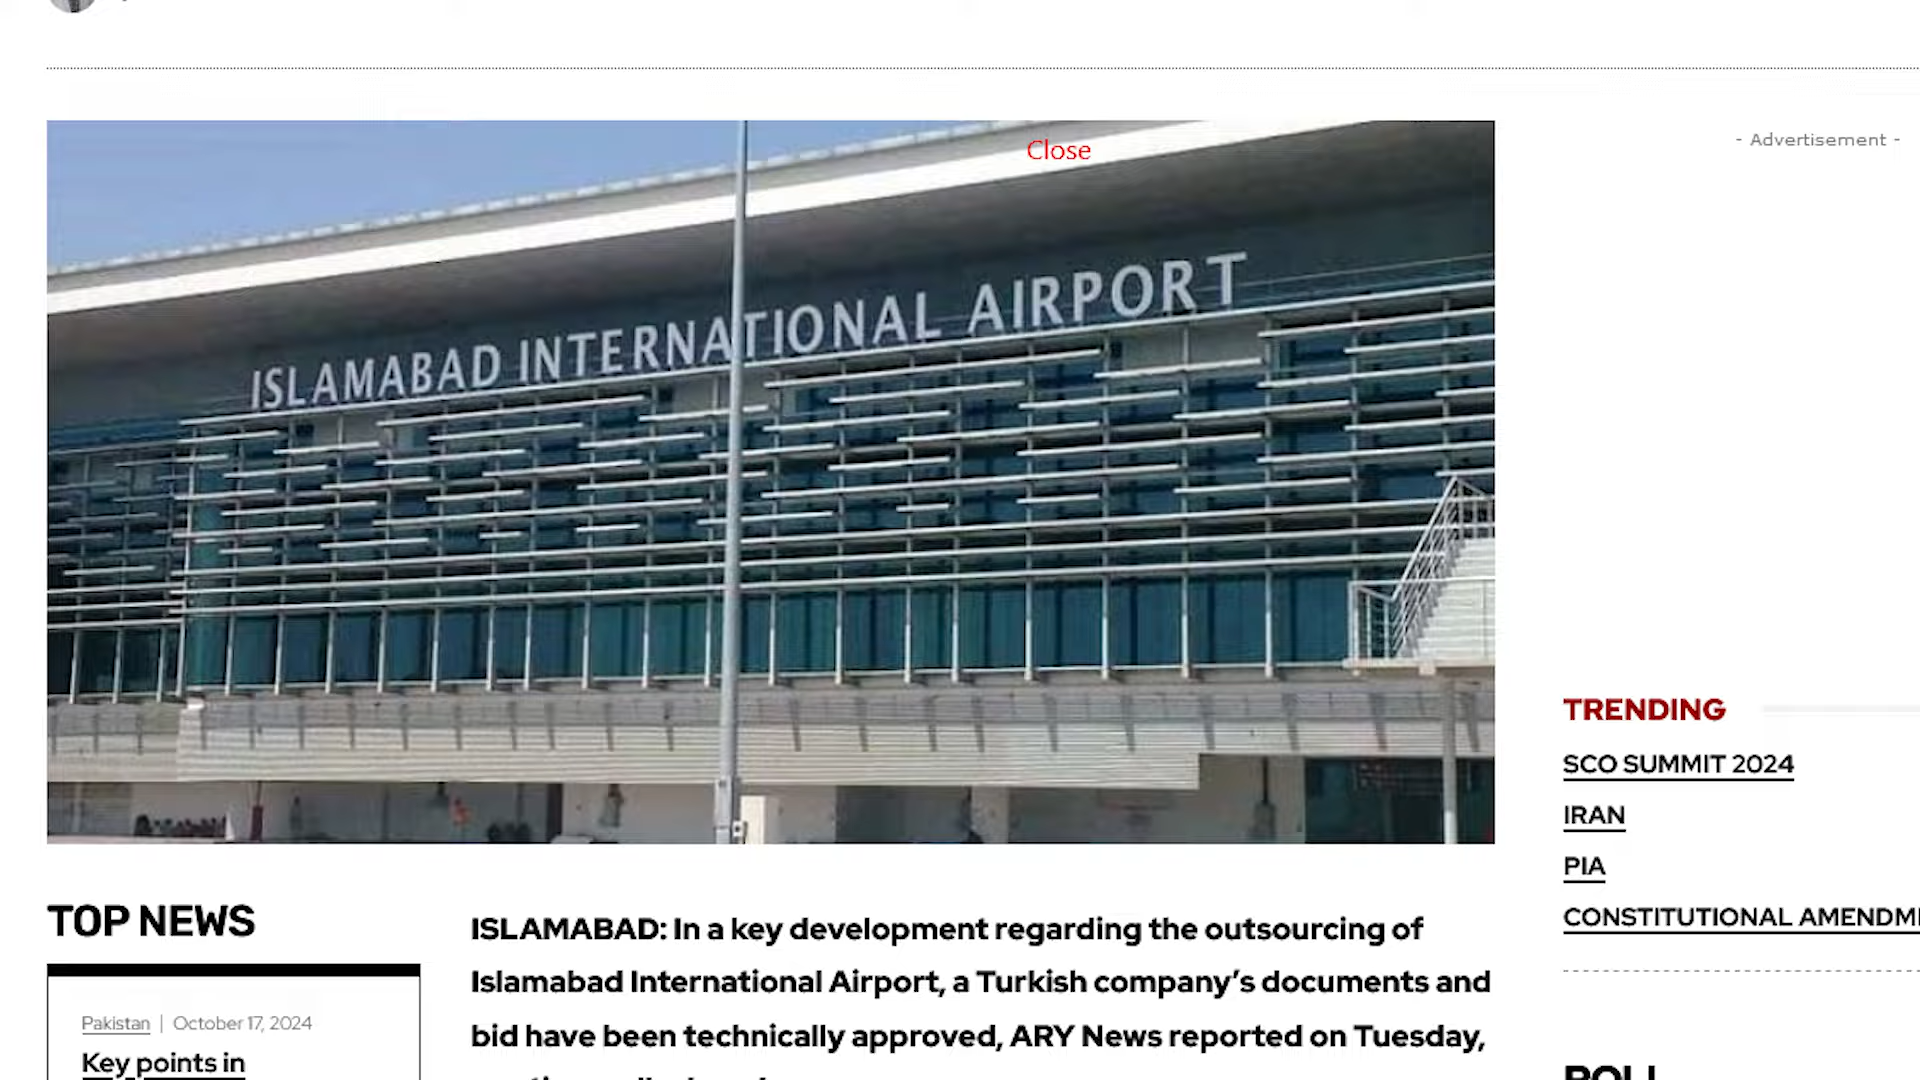 - Advertisement -
Close
ISLAMABAD INTERNATIONAL AIRPORT
TRENDING
SCO SUMMIT 2024
IRAN
PIA
CONSTITUTIONAL
TOP NEWS
Pakistan | October 17, 2024
Key points in
ISLAMABAD: In a key development regarding the outsourcing of
Islamabad International Airport, a Turkish company’s documents and
bid have been technically approved, ARY News reported on Tuesday,
POLL